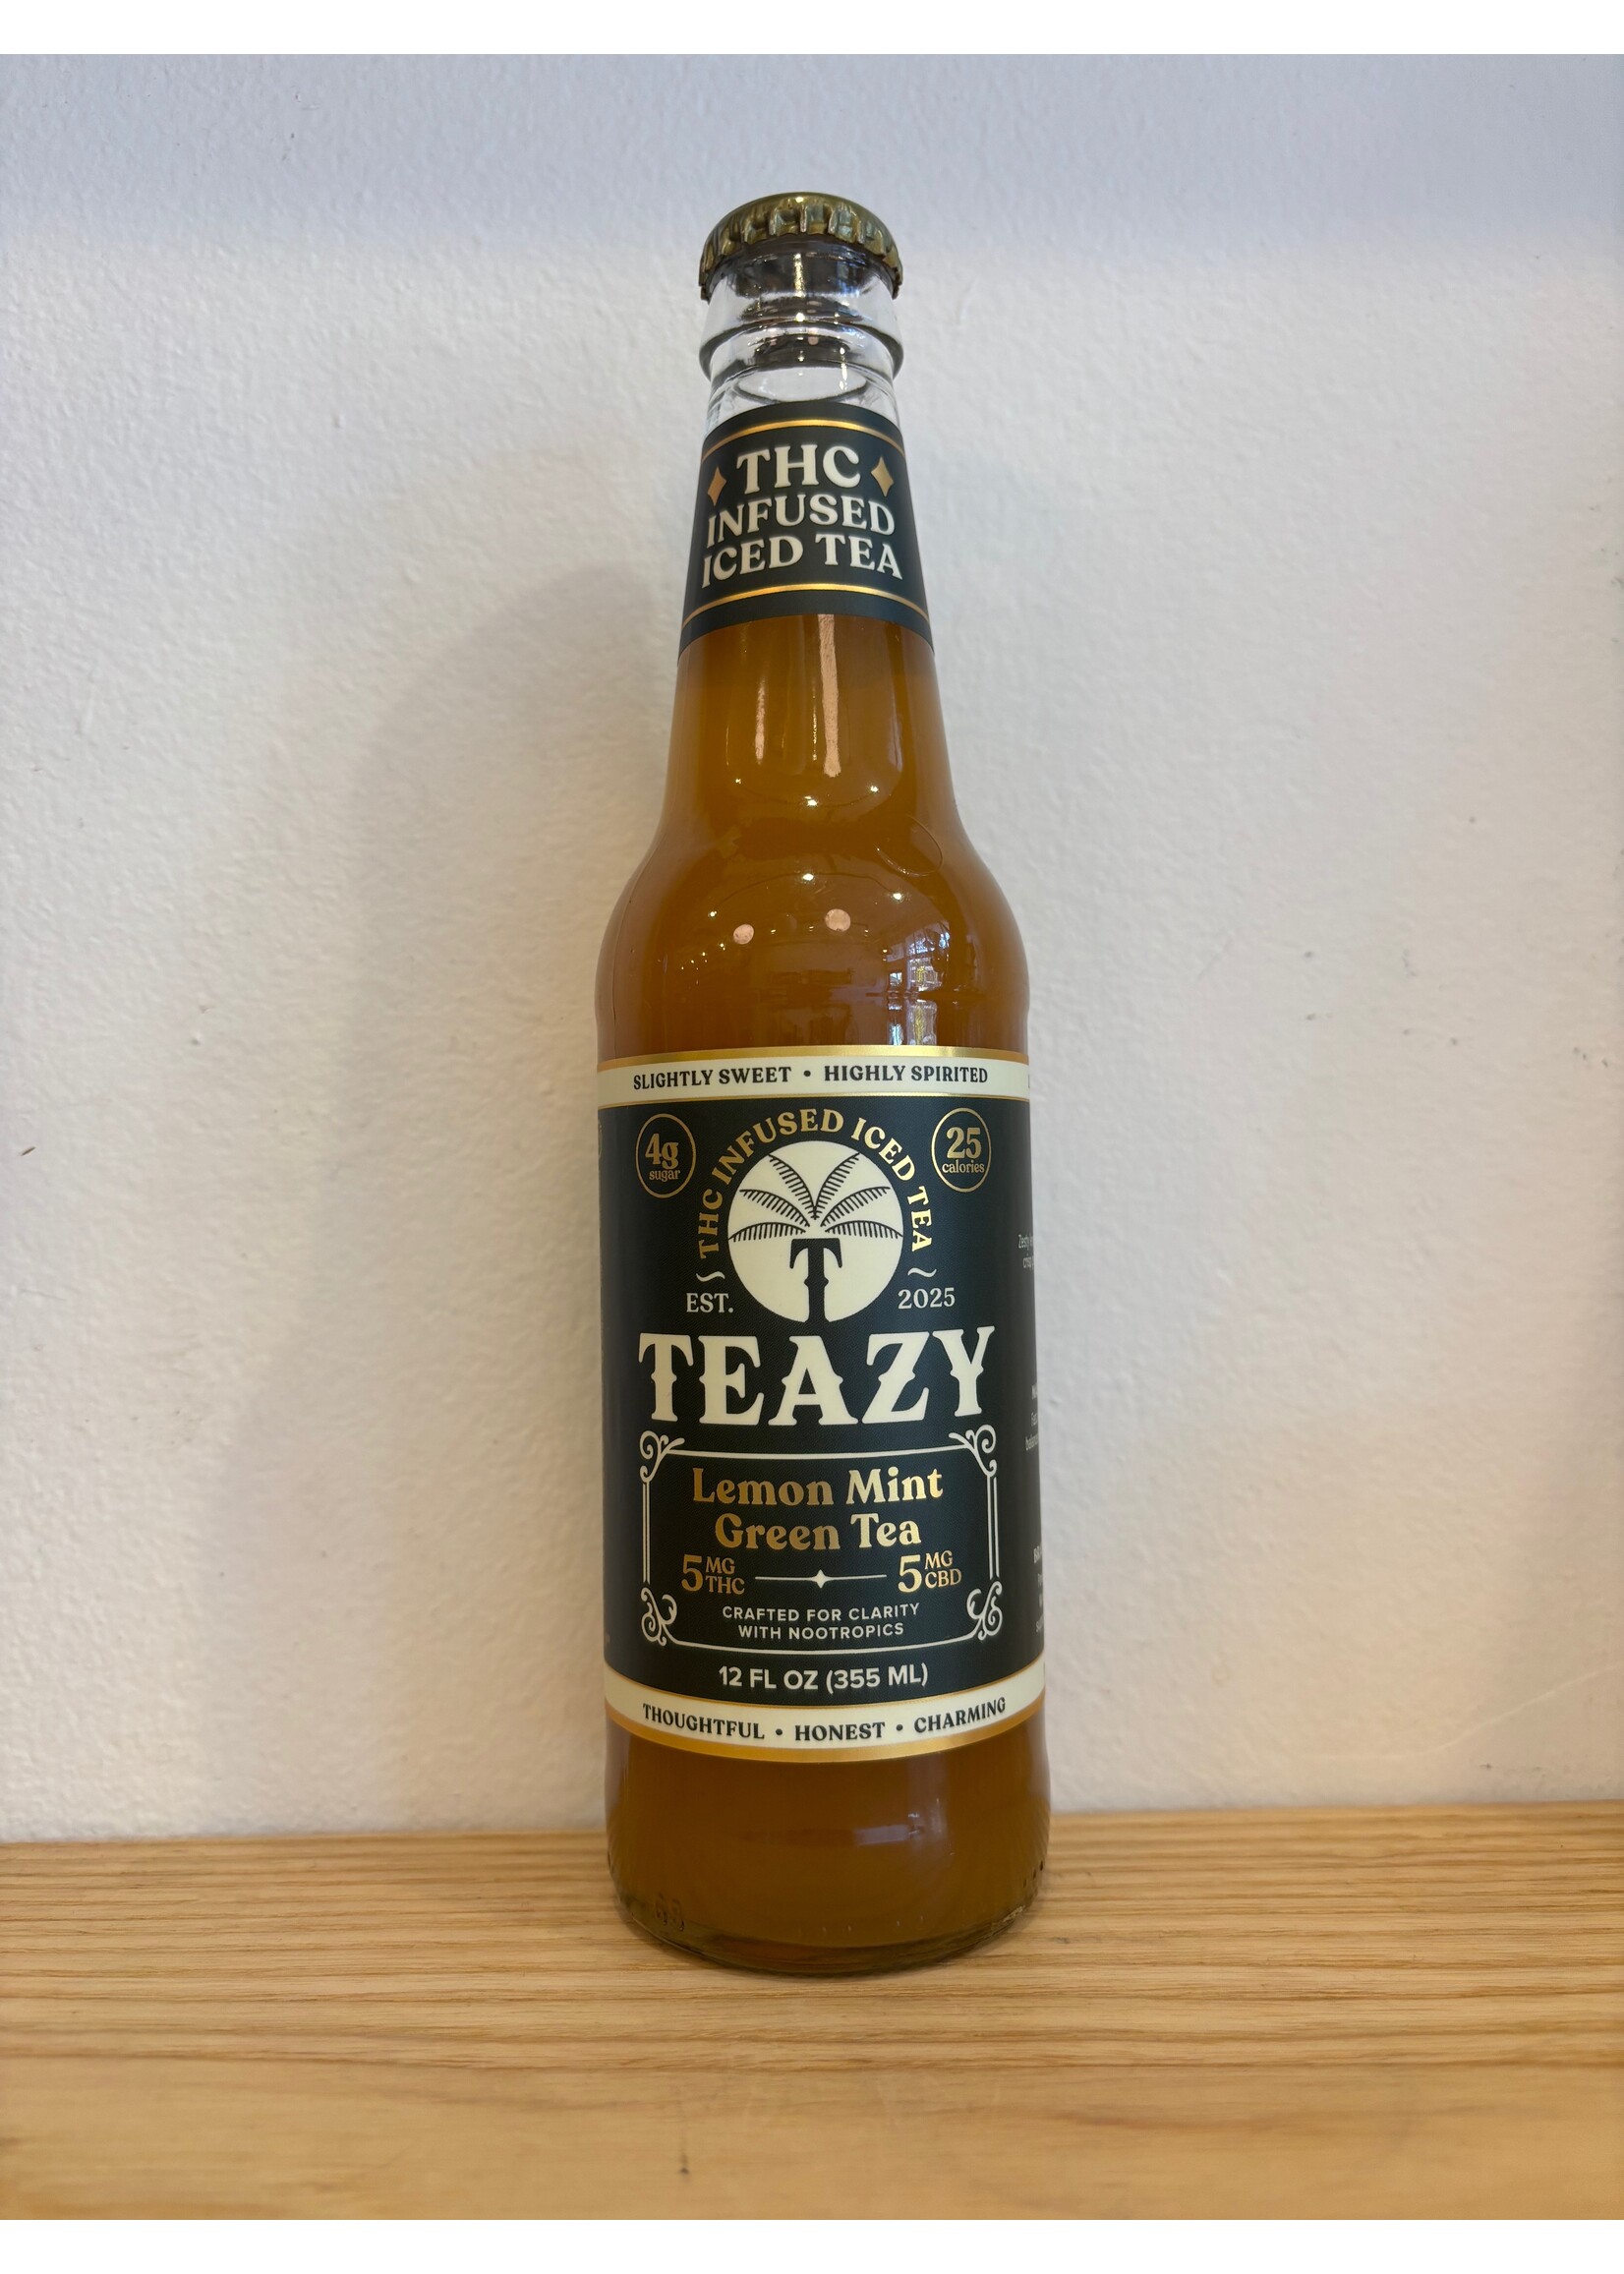 THC
INFUSED
ICED TEA
SLIGHTLY SWEET • HIGHLY SPIRITED
4g
sugar
THC INFUSED ICED TEA
25
calories
EST.
2025
T
TEAZY
Lemon Mint
Green Tea
5 MG THC
5 MG CBD
CRAFTED FOR CLARITY
WITH NOOTROPICS
12 FL OZ (355 ML)
THOUGHTFUL • HONEST • CHARMING